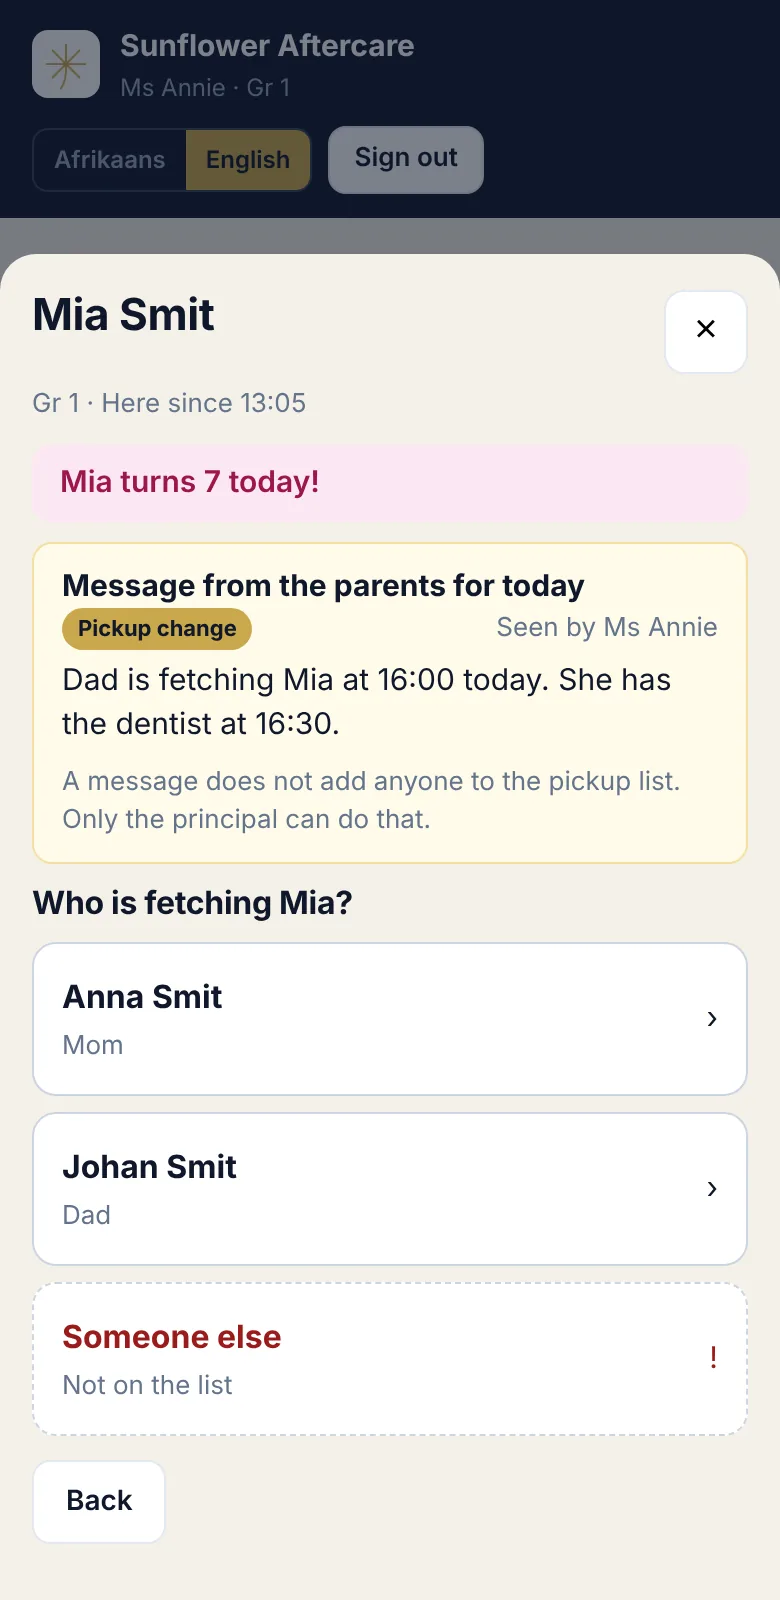 Sunflower Aftercare
Ms Annie · Gr 1
Afrikaans
English
Sign out
Mia Smit
×
Gr 1 · Here since 13:05
Mia turns 7 today!
Message from the parents for today
Pickup change
Seen by Ms Annie
Dad is fetching Mia at 16:00 today. She has
the dentist at 16:30.
A message does not add anyone to the pickup list.
Only the principal can do that.
Who is fetching Mia?
Anna Smit
Mom
›
Johan Smit
Dad
›
Someone else
Not on the list
!
Back